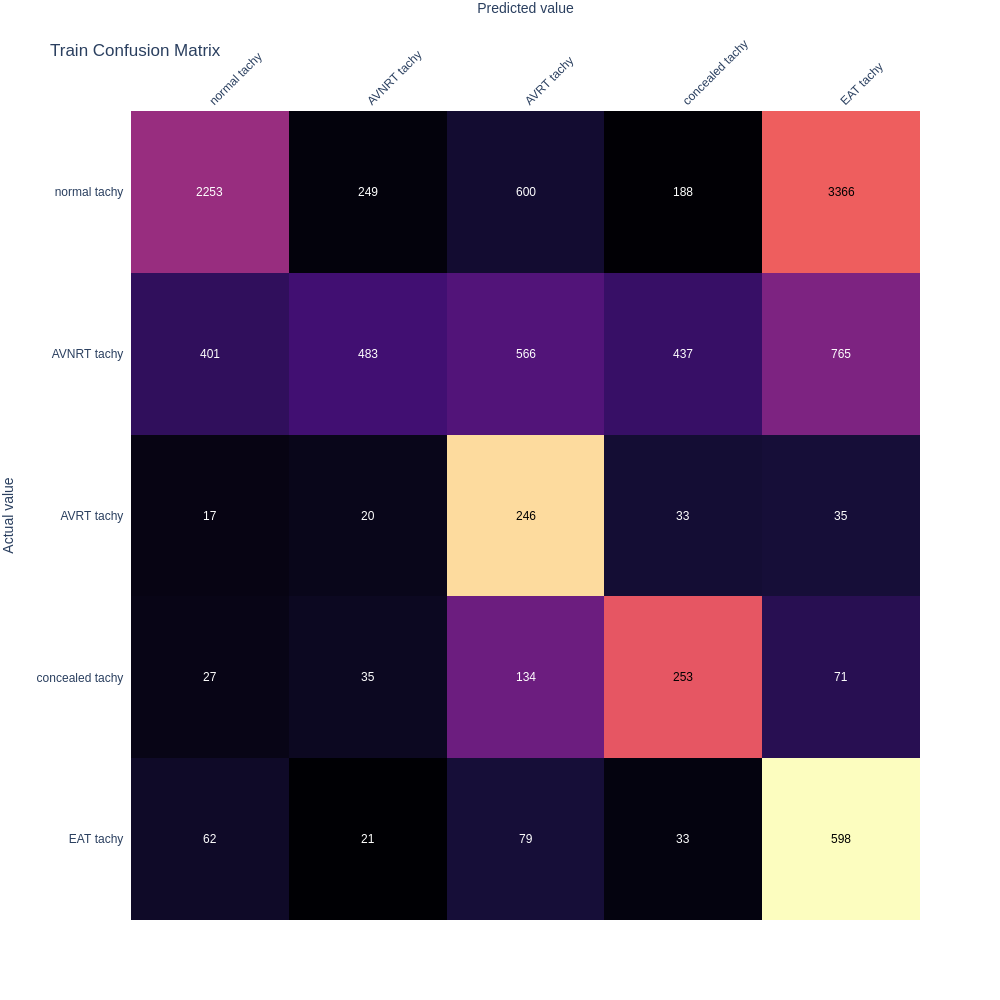 Predicted value
Train Confusion Matrix
normal tachy AVNRT tachy AVRT tachy concealed tachy EAT tachy
normal tachy 2253 249 600 188 3366
AVNRT tachy 401 483 566 437 765
Actual value
AVRT tachy 17 20 246 33 35
concealed tachy 27 35 134 253 71
EAT tachy 62 21 79 33 598